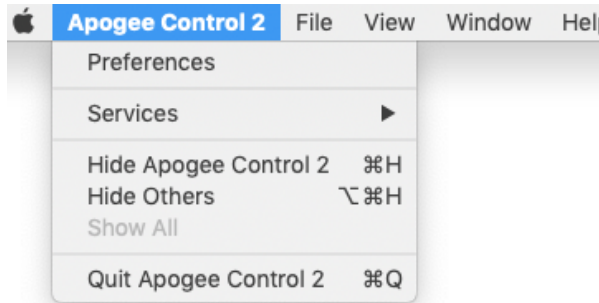 Apogee Control 2 File View Window Help
Preferences
Services
Hide Apogee Control 2 ⌘H
Hide Others ⌥⌘H
Show All
Quit Apogee Control 2 ⌘Q